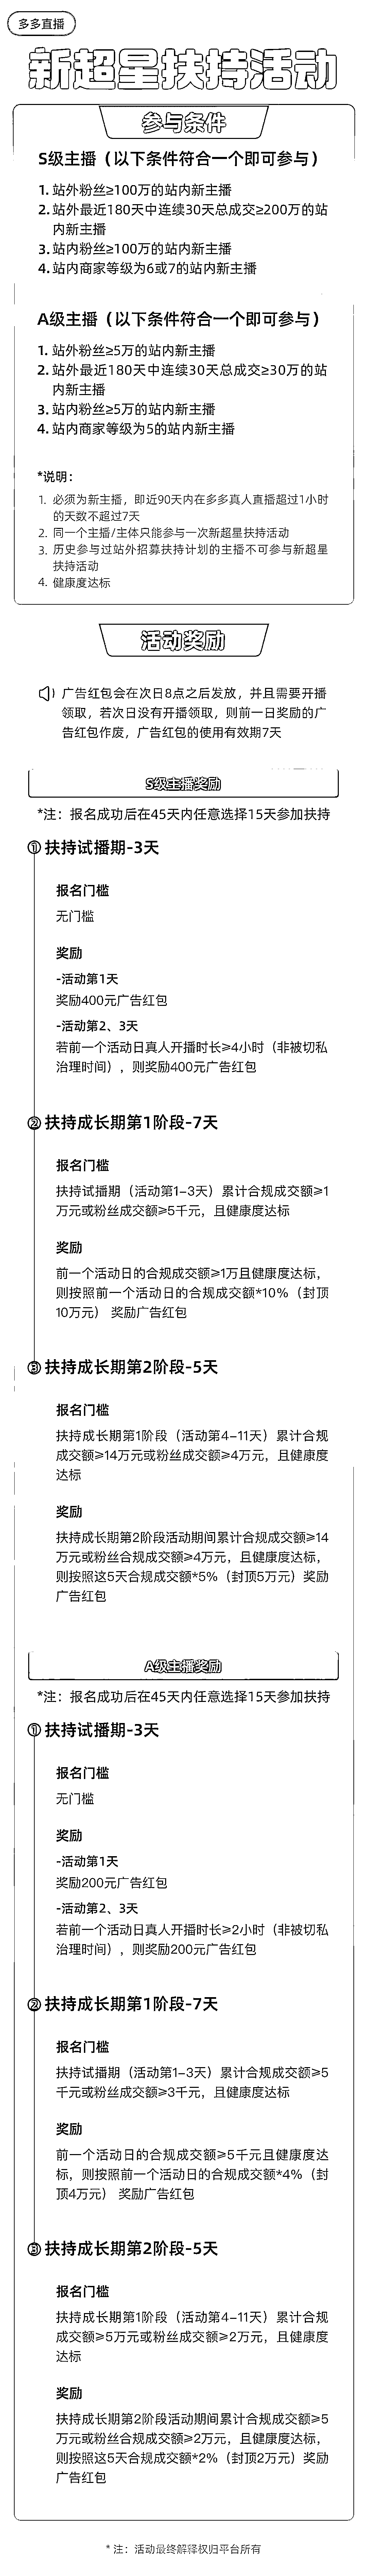 多多直播
新超星扶持活动
参与条件
S级主播（以下条件符合一个即可参与）
1. 站外粉丝≥100万的站内新主播
2. 站外最近180天中连续30天总成交≥200万的站
内新主播
3. 站内粉丝≥100万的站内新主播
4. 站内商家等级为6或7的站内新主播
A级主播（以下条件符合一个即可参与）
1. 站外粉丝≥5万的站内新主播
2. 站外最近180天中连续30天总成交≥30万的站
内新主播
3. 站内粉丝≥5万的站内新主播
4. 站内商家等级为5的站内新主播
*说明：
1. 必须为新主播，即近90天内在多多真人直播超过1小时
的天数不超过7天
2. 同一个主播/主体只能参与一次新超星扶持活动
3. 历史参与过站外招募扶持计划的主播不可参与新超星
扶持活动
4. 健康度达标
活动奖励
广告红包会在次日8点之后发放，并且需要开播
领取，若次日没有开播领取，则前一日奖励的广
告红包作废，广告红包的使用有效期7天
S级主播奖励
*注：报名成功后在45天内任意选择15天参加扶持
① 扶持试播期-3天
报名门槛
无门槛
奖励
-活动第1天
奖励400元广告红包
-活动第2、3天
若前一个活动日真人开播时长≥4小时（非被切私
治理时间），则奖励400元广告红包
② 扶持成长期第1阶段-7天
报名门槛
扶持试播期（活动第1-3天）累计合规成交额≥1
万元或粉丝成交额≥5千元，且健康度达标
奖励
前一个活动日的合规成交额≥1万且健康度达标，
则按照前一个活动日的合规成交额*10%（封顶
10万元） 奖励广告红包
③ 扶持成长期第2阶段-5天
报名门槛
扶持成长期第1阶段（活动第4-11天）累计合规
成交额≥14万元或粉丝成交额≥4万元，且健康度
达标
奖励
扶持成长期第2阶段活动期间累计合规成交额≥14
万元或粉丝合规成交额≥4万元，且健康度达标，
则按照这5天合规成交额*5%（封顶5万元）奖励
广告红包
A级主播奖励
*注：报名成功后在45天内任意选择15天参加扶持
① 扶持试播期-3天
报名门槛
无门槛
奖励
-活动第1天
奖励200元广告红包
-活动第2、3天
若前一个活动日真人开播时长≥2小时（非被切私
治理时间），则奖励200元广告红包
② 扶持成长期第1阶段-7天
报名门槛
扶持试播期（活动第1-3天）累计合规成交额≥5
千元或粉丝成交额≥3千元，且健康度达标
奖励
前一个活动日的合规成交额≥5千元且健康度达
标，则按照前一个活动日的合规成交额*4%（封
顶4万元） 奖励广告红包
③ 扶持成长期第2阶段-5天
报名门槛
扶持成长期第1阶段（活动第4-11天）累计合规
成交额≥5万元或粉丝成交额≥2万元，且健康度
达标
奖励
扶持成长期第2阶段活动期间累计合规成交额≥5
万元或粉丝合规成交额≥2万元，且健康度达标，
则按照这5天合规成交额*2%（封顶2万元）奖励
广告红包
* 注：活动最终解释权归平台所有